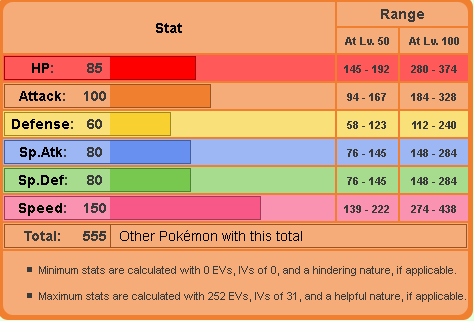 Stat Range
At Lv. 50 At Lv. 100
HP: 85 145 - 192 280 - 374
Attack: 100 94 - 167 184 - 328
Defense: 60 58 - 123 112 - 240
Sp.Atk: 80 76 - 145 148 - 284
Sp.Def: 80 76 - 145 148 - 284
Speed: 150 139 - 222 274 - 438
Total: 555 Other Pokémon with this total
Minimum stats are calculated with 0 EVs, IVs of 0, and a hindering nature, if applicable.
Maximum stats are calculated with 252 EVs, IVs of 31, and a helpful nature, if applicable.